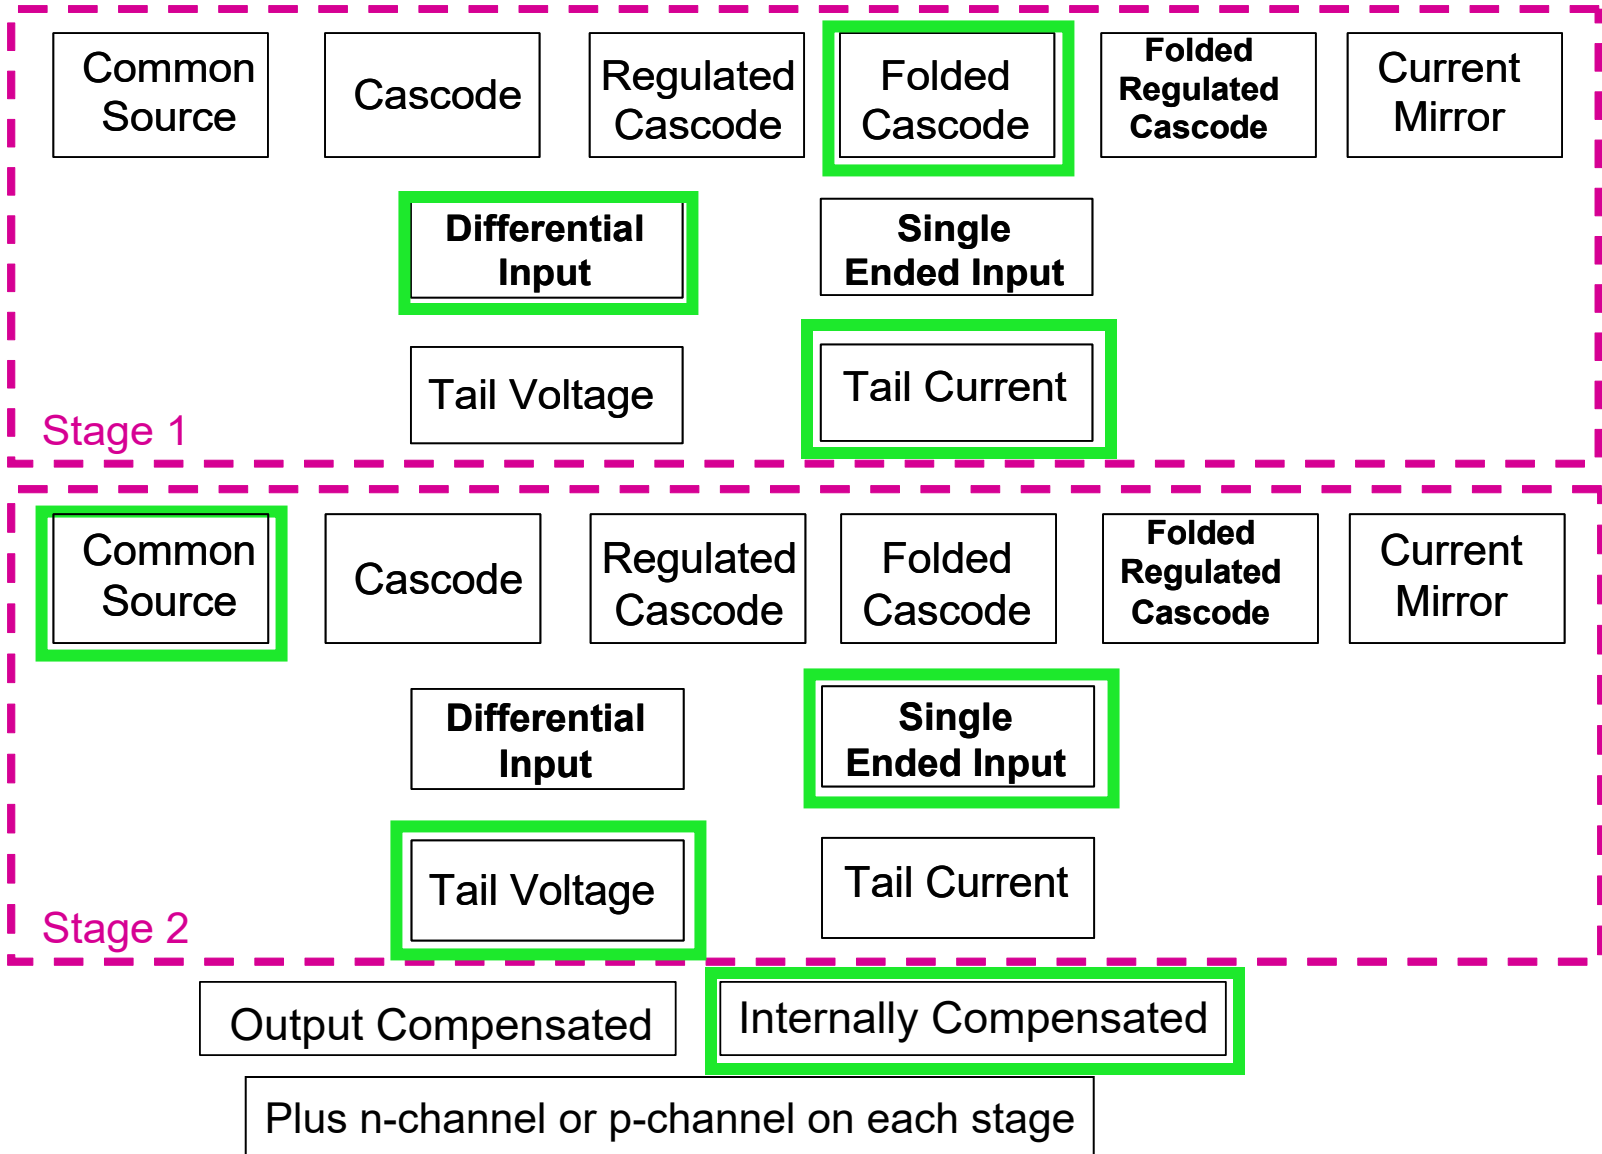 Common
Source
Cascode
Regulated
Cascode
Folded
Cascode
Folded
Regulated
Cascode
Current
Mirror
Differential
Input
Single
Ended Input
Tail Voltage
Tail Current
Stage 1
Common
Source
Cascode
Regulated
Cascode
Folded
Cascode
Folded
Regulated
Cascode
Current
Mirror
Differential
Input
Single
Ended Input
Tail Voltage
Tail Current
Stage 2
Output Compensated
Internally Compensated
Plus n-channel or p-channel on each stage